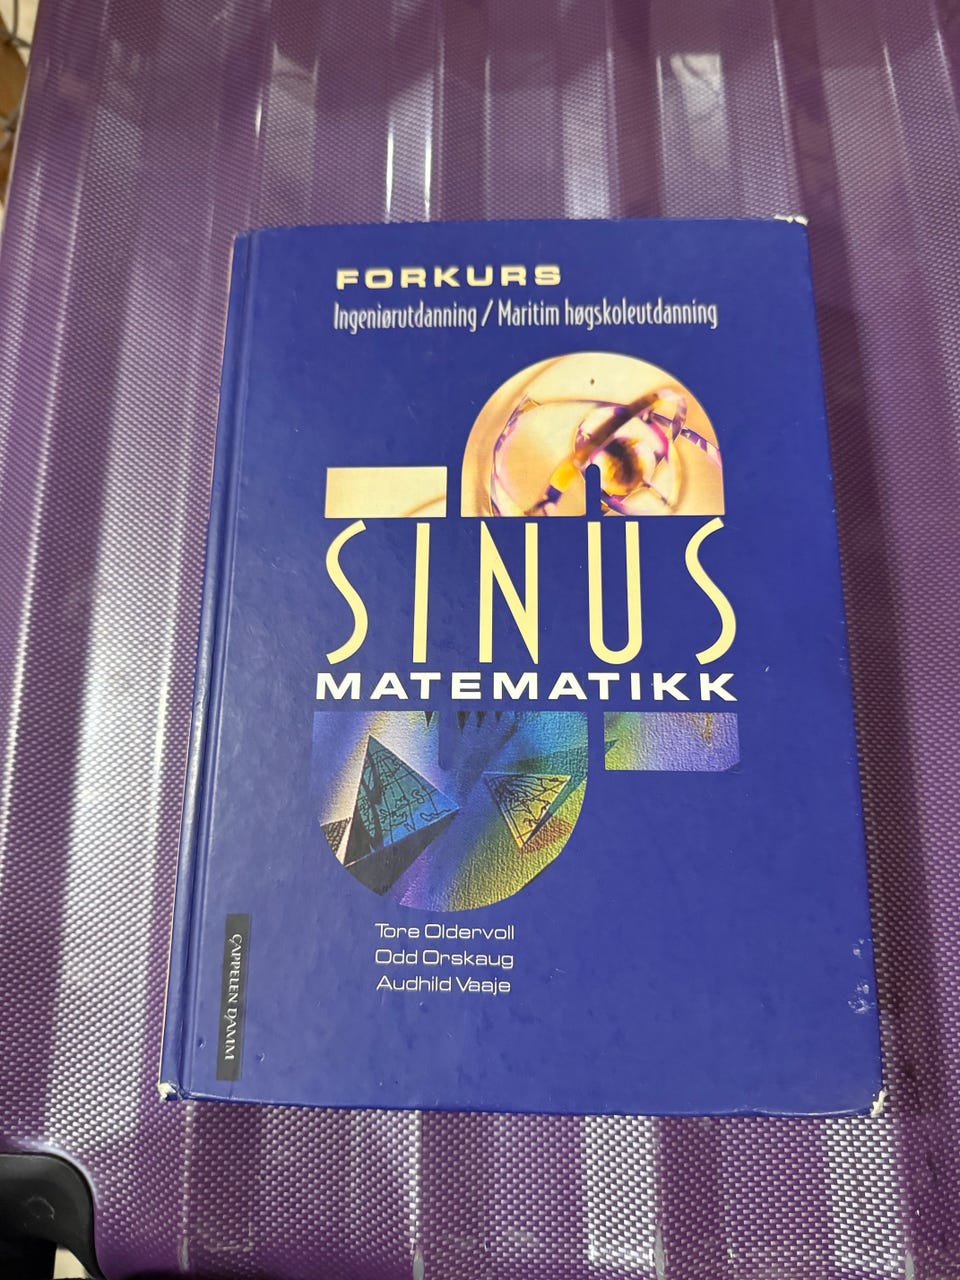 FORKURS
Ingeniørutdanning / Maritim høgskoleutdanning
SINUS
MATEMATIKK
Tore Oldervoll
Odd Orskaug
Audhild Vaaje
CAPPELEN DAMM